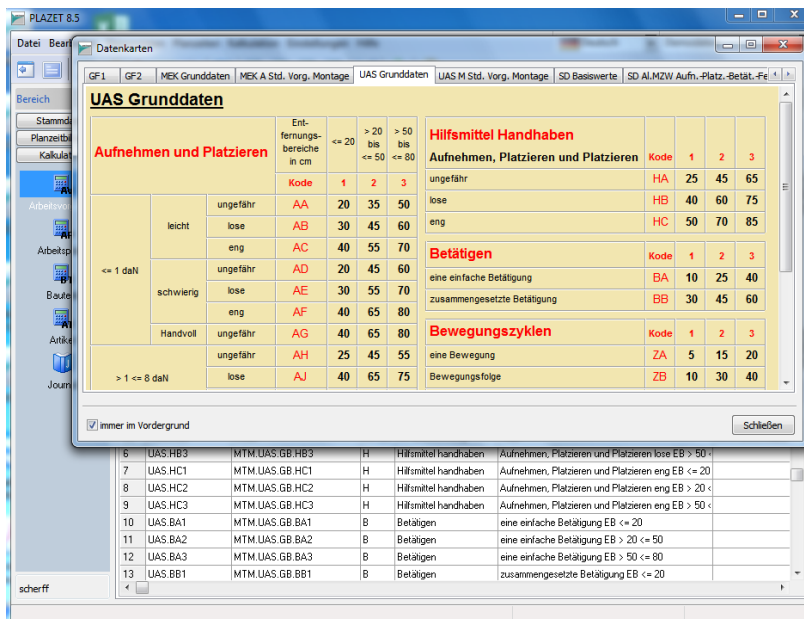 PLAZET 8.5
Datei
Datenkarten
GF1 GF2 MEK Grunddaten MEK A Std. Vorg. Montage UAS Grunddaten UAS M Std. Vorg. Montage SD Basiswerte SD Al.MZW Aufn.-Platz.-Betät.-Fe
Bereich
Kalkulat
scherff
UAS Grunddaten
Aufnehmen und Platzieren
Ent-
fernungs-
bereiche
in cm
<= 20
> 20
bis
<= 50
> 50
bis
<= 80
Kode 1 2 3
<= 1 daN
leicht
ungefähr AA 20 35 50
lose AB 30 45 60
eng AC 40 55 70
schwierig
ungefähr AD 20 45 60
lose AE 30 55 70
eng AF 40 65 80
Handvoll ungefähr AG 40 65 80
> 1 <= 8 daN
ungefähr AH 25 45 55
lose AJ 40 65 75
Hilfsmittel Handhaben
Aufnehmen, Platzieren und Platzieren Kode 1 2 3
ungefähr HA 25 45 65
lose HB 40 60 75
eng HC 50 70 85
Betätigen Kode 1 2 3
eine einfache Betätigung BA 10 25 40
zusammengesetzte Betätigung BB 30 45 60
Bewegungszyklen Kode 1 2 3
eine Bewegung ZA 5 15 20
Bewegungsfolge ZB 10 30 40
immer im Vordergrund
Schließen
6 UAS.HB3 MTM.UAS.GB.HB3 H Hilfsmittel handhaben Aufnehmen, Platzieren und Platzieren lose EB > 50 <
7 UAS.HC1 MTM.UAS.GB.HC1 H Hilfsmittel handhaben Aufnehmen, Platzieren und Platzieren eng EB <= 20
8 UAS.HC2 MTM.UAS.GB.HC2 H Hilfsmittel handhaben Aufnehmen, Platzieren und Platzieren eng EB > 20 <
9 UAS.HC3 MTM.UAS.GB.HC3 H Hilfsmittel handhaben Aufnehmen, Platzieren und Platzieren eng EB > 50 <
10 UAS.BA1 MTM.UAS.GB.BA1 B Betätigen eine einfache Betätigung EB <= 20
11 UAS.BA2 MTM.UAS.GB.BA2 B Betätigen eine einfache Betätigung EB > 20 <= 50
12 UAS.BA3 MTM.UAS.GB.BA3 B Betätigen eine einfache Betätigung EB > 50 <= 80
13 UAS.BB1 MTM.UAS.GB.BB1 B Betätigen zusammengesetzte Betätigung EB <= 20